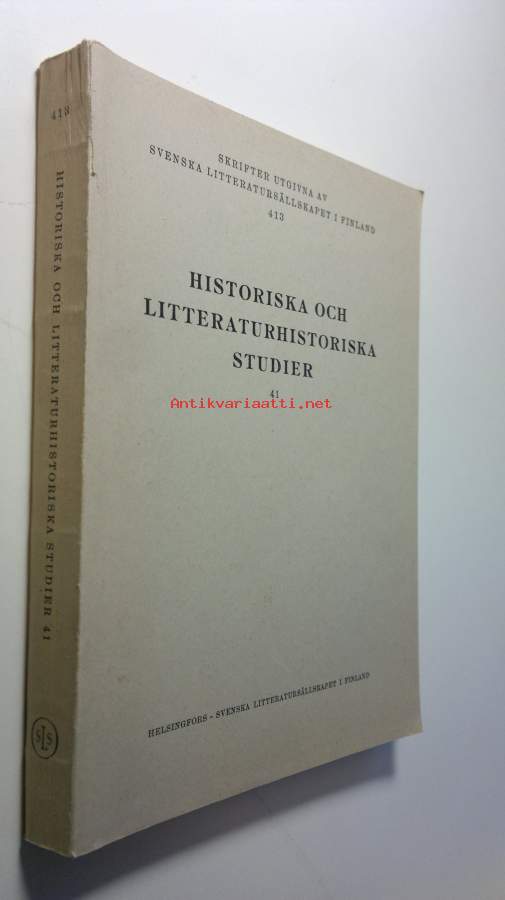 413
HISTORISKA OCH LITTERATURHISTORISKA STUDIER 41
SLS
SKRIFTER UTGIVNA AV
SVENSKA LITTERATURSÄLLSKAPET I FINLAND
413
HISTORISKA OCH
LITTERATURHISTORISKA
STUDIER
41
Antikvariaatti.net
HELSINGFORS – SVENSKA LITTERATURSÄLLSKAPET I FINLAND